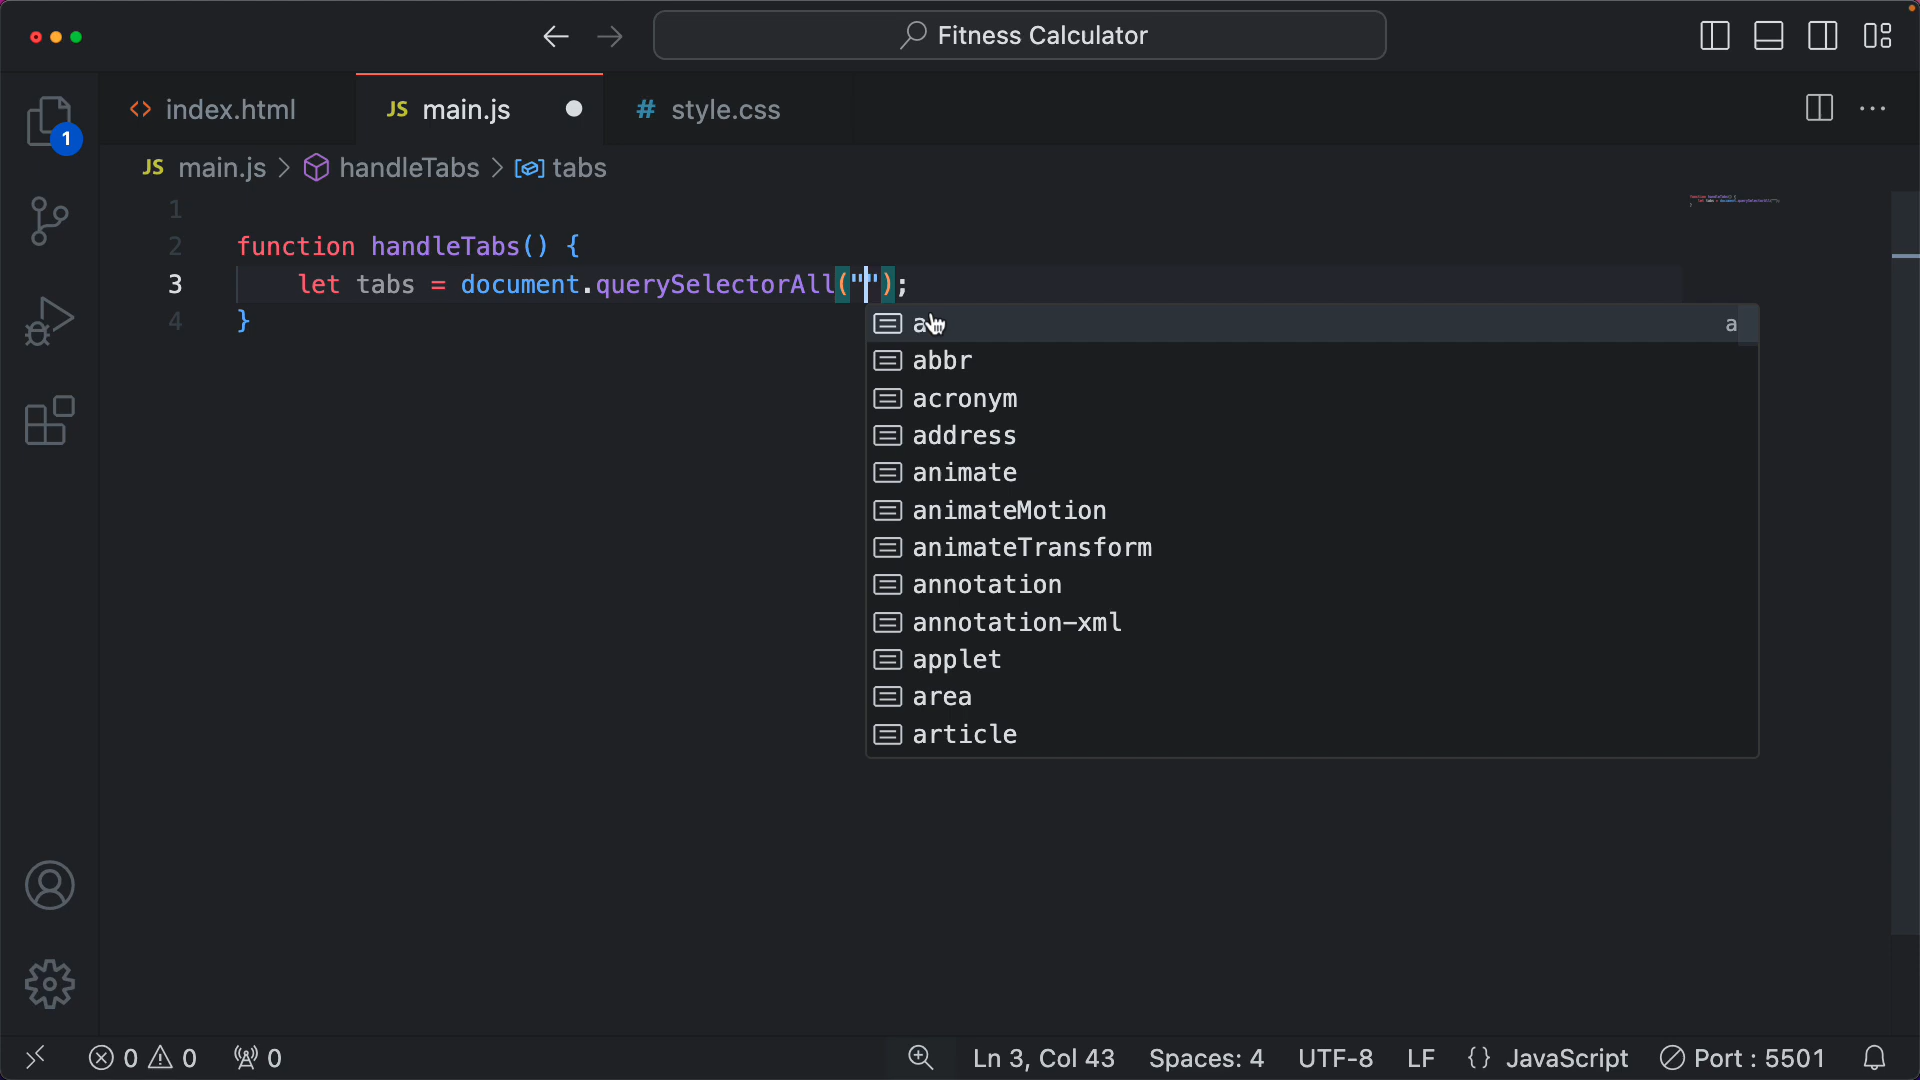 Fitness Calculator
index.html
JS main.js
# style.css
1
JS main.js > handleTabs > tabs
1
2 function handleTabs() {
3 let tabs = document.querySelectorAll("");
4 }
a a
abbr
acronym
address
animate
animateMotion
animateTransform
annotation
annotation-xml
applet
area
article
0 0 0 Ln 3, Col 43 Spaces: 4 UTF-8 LF {} JavaScript Port : 5501